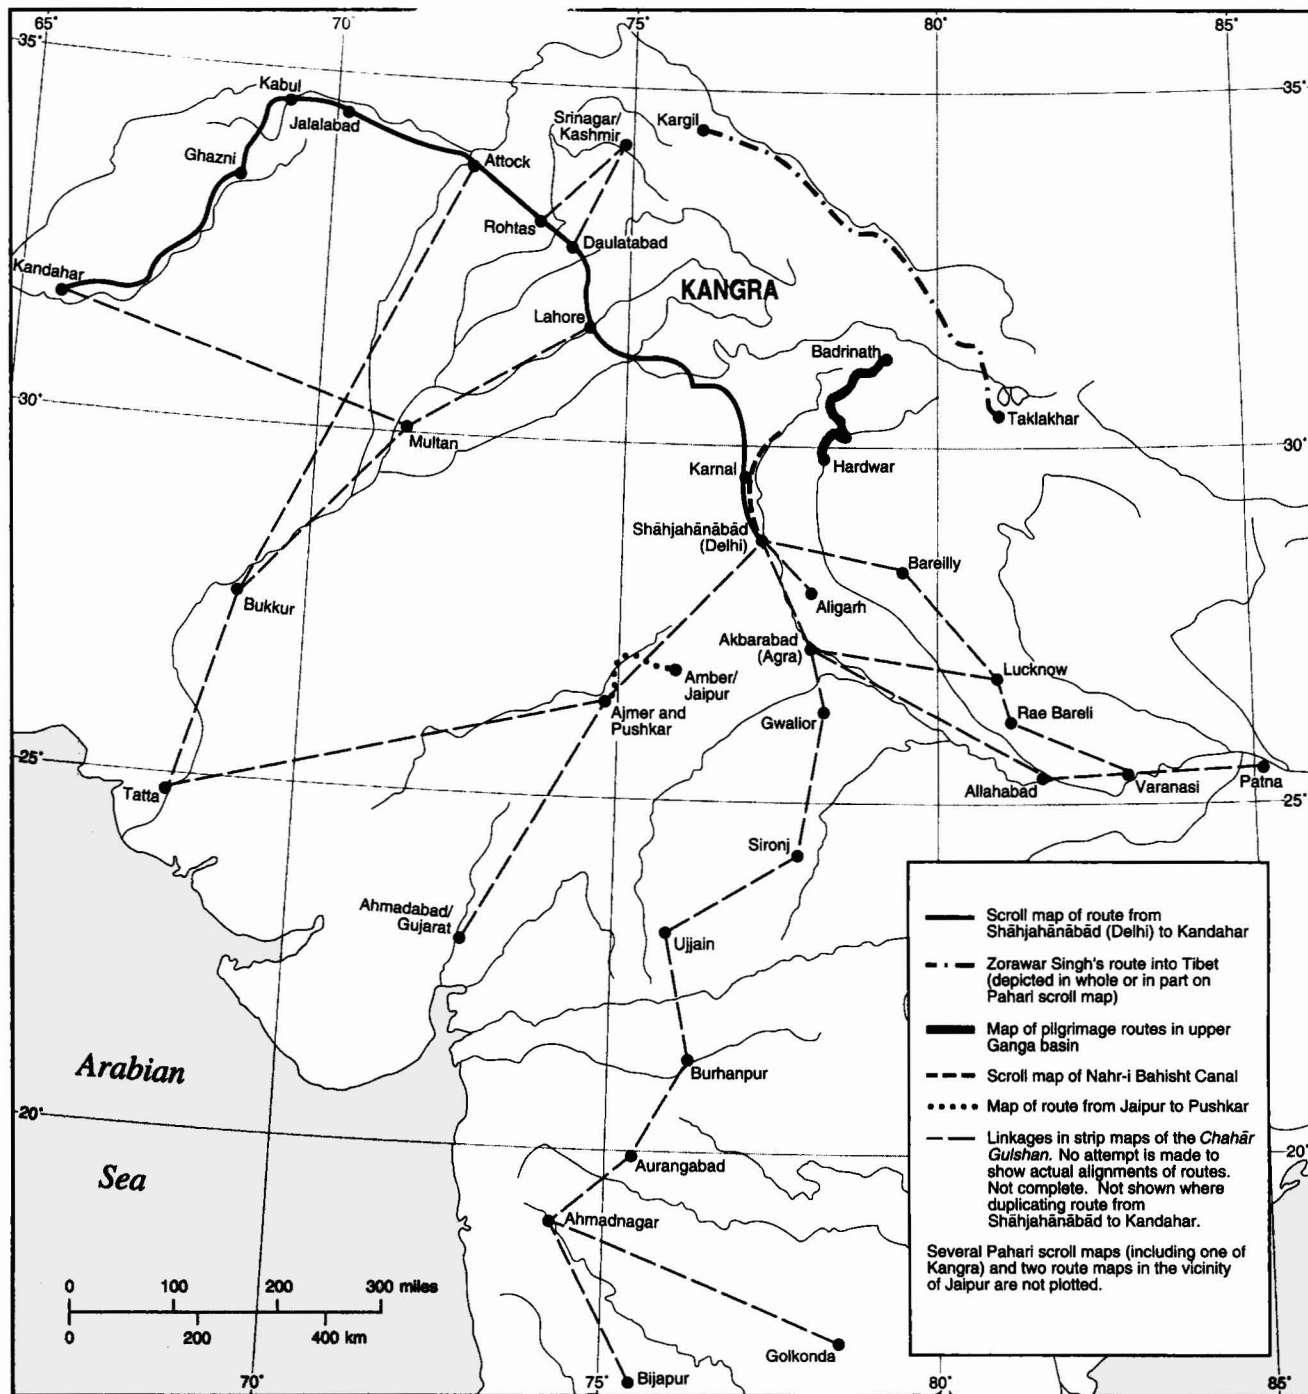 65°
70°
75°
80°
85°
35°
35°
Kabul
Jalalabad
Srinagar/
Kashmir
Kargil
Ghazni
Attock
Rohtas
Daulatabad
Kandahar
KANGRA
Lahore
Badrinath
30°
Taklakhar
Multan
30°
Hardwar
Karnal
Shāhjahānābād
(Delhi)
Bareilly
Bukkur
Aligarh
Akbarabad
(Agra)
Lucknow
Amber/
Jaipur
Ajmer and
Pushkar
Gwalior
Rae Bareli
25°
Tatta
Allahabad
Varanasi
Patna
25°
Sironj
Ahmadabad/
Gujarat
Ujjain
Scroll map of route from
Shāhjahānābād (Delhi) to Kandahar
Zorawar Singh's route into Tibet
(depicted in whole or in part on
Pahari scroll map)
Map of pilgrimage routes in upper
Ganga basin
Scroll map of Nahr-i Bahisht Canal
Map of route from Jaipur to Pushkar
Linkages in strip maps of the Chahār
Gulshan. No attempt is made to
show actual alignments of routes.
Not complete. Not shown where
duplicating route from
Shāhjahānābād to Kandahar.
Several Pahari scroll maps (including one of
Kangra) and two route maps in the vicinity
of Jaipur are not plotted.
Arabian
Sea
Burhanpur
20°
20°
Aurangabad
Ahmadnagar
0 100 200 300 miles
0 200 400 km
Golkonda
Bijapur
70°
75°
80°
85°